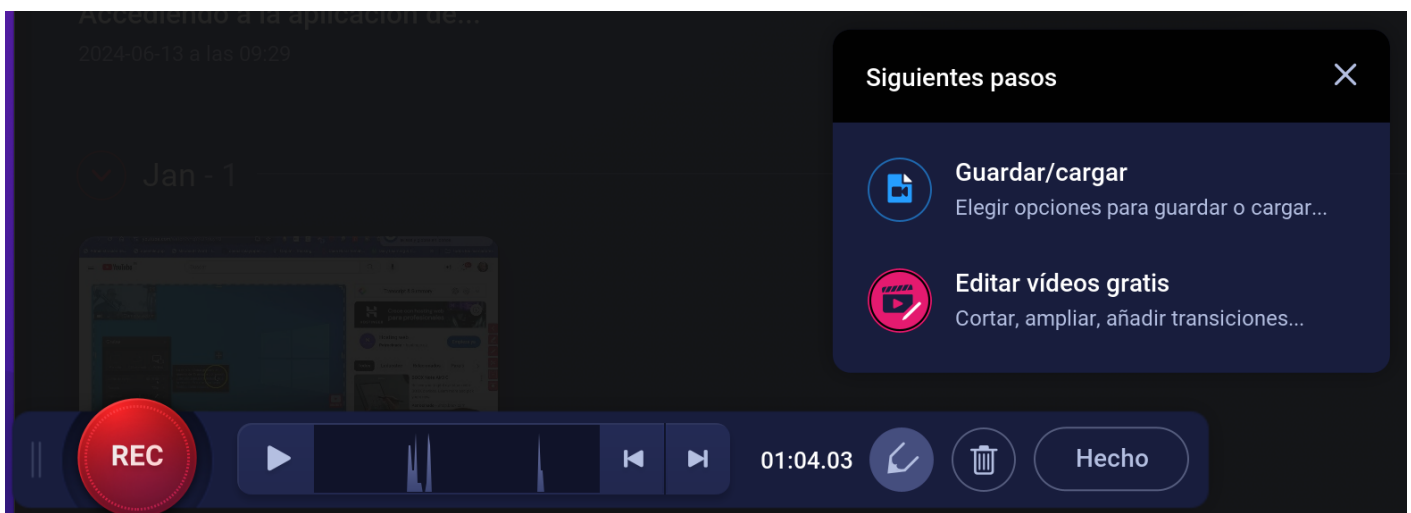 Accediendo a la aplicación de...
2024-06-13 a las 09:29
Siguientes pasos
Jan - 1
Guardar/cargar
Elegir opciones para guardar o cargar...
Editar vídeos gratis
Cortar, ampliar, añadir transiciones...
YouTube
REC
01:04.03
Hecho